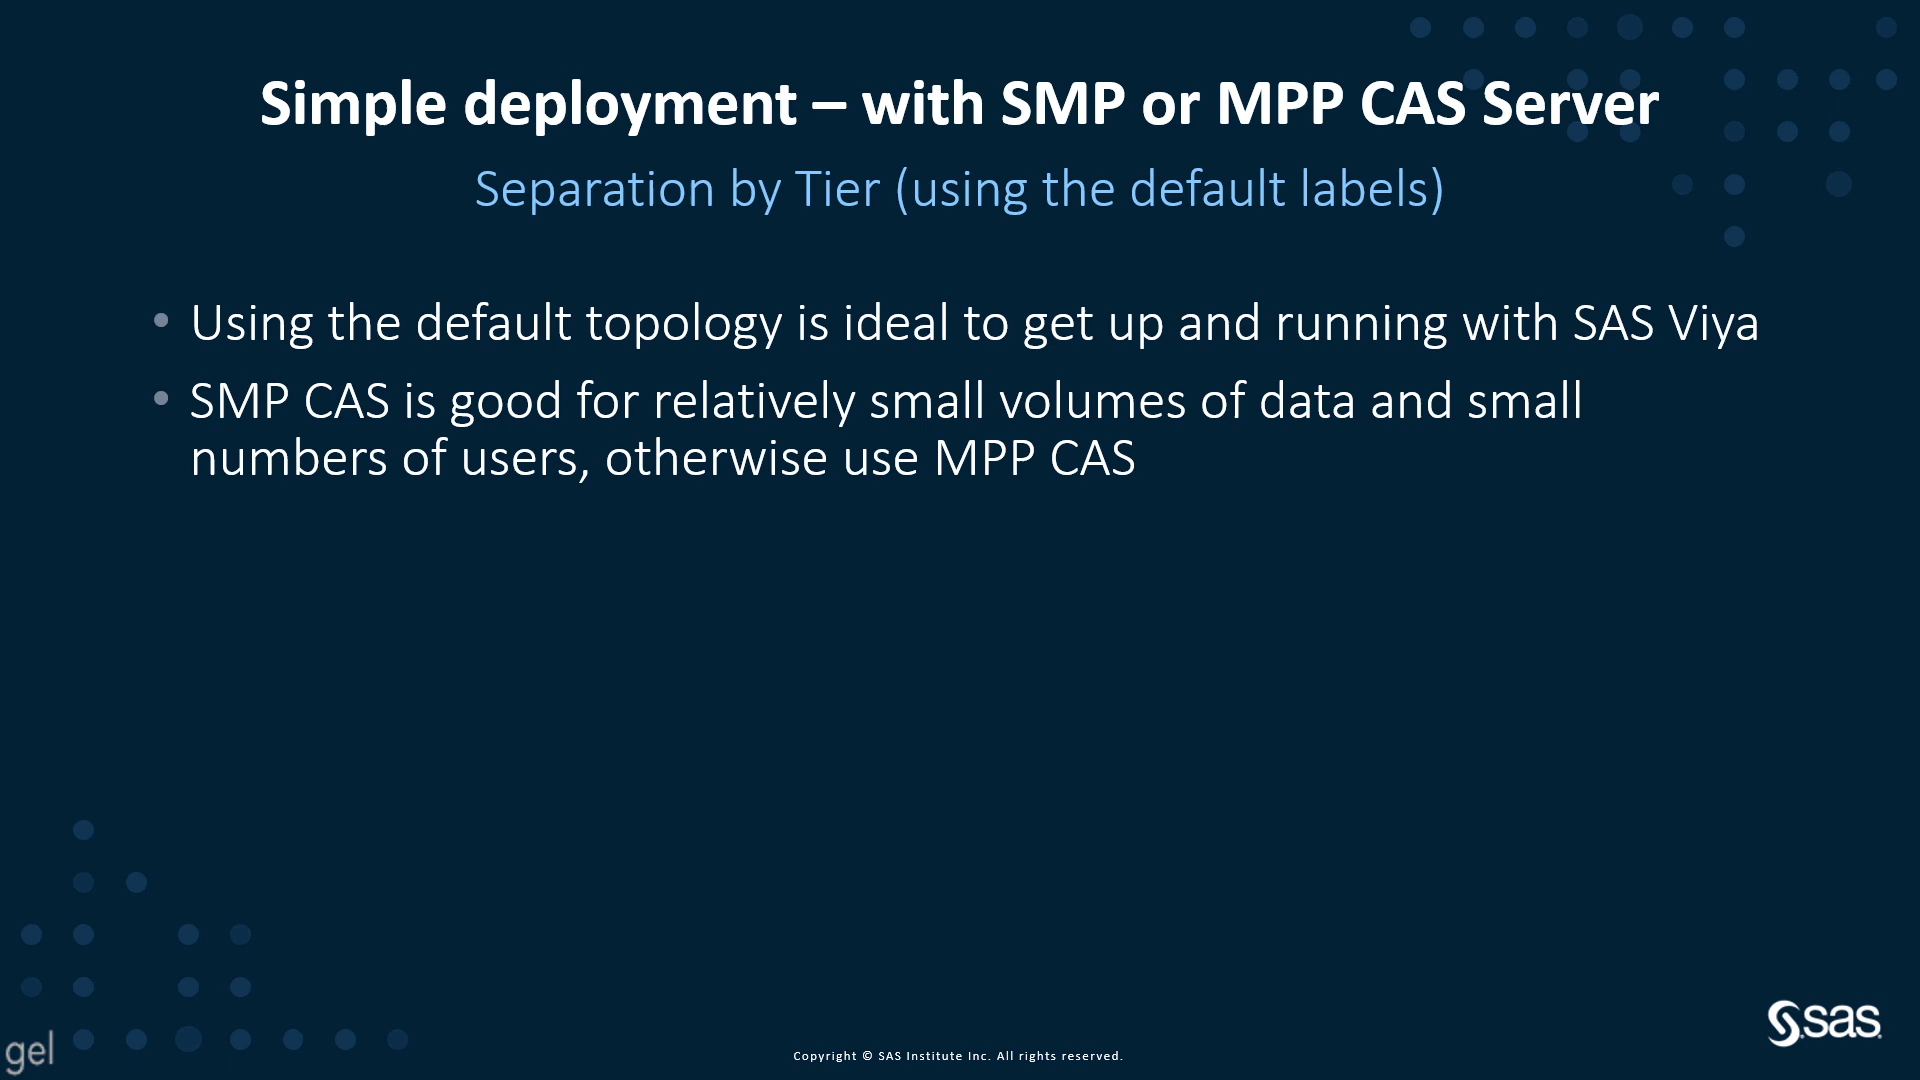 Simple deployment – with SMP or MPP CAS Server
Separation by Tier (using the default labels)
• Using the default topology is ideal to get up and running with SAS Viya
• SMP CAS is good for relatively small volumes of data and small
numbers of users, otherwise use MPP CAS
sas
gel
Copyright © SAS Institute Inc. All rights reserved.